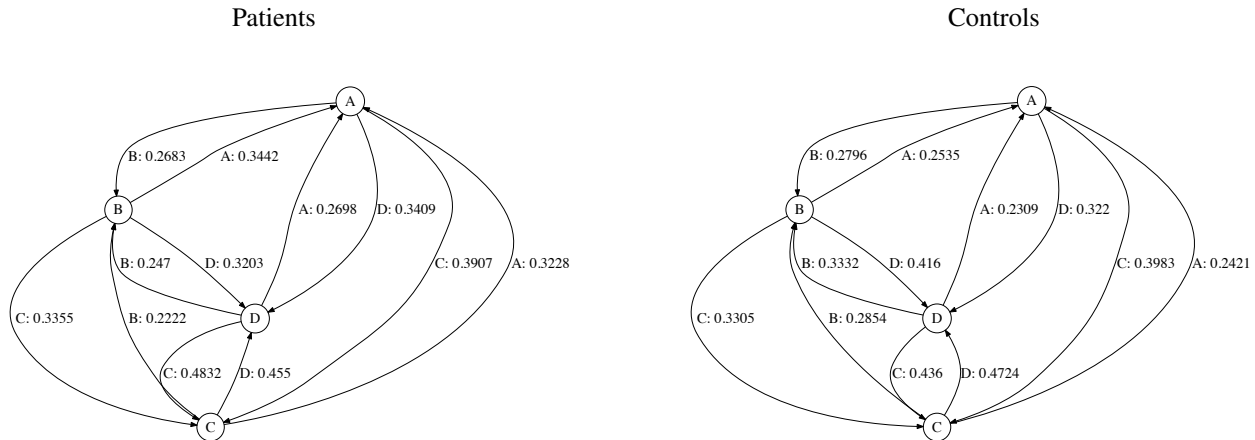 Patients
A
B: 0.2683
A: 0.3442
B
A: 0.2698
D: 0.3409
B: 0.247
D: 0.3203
C: 0.3907
A: 0.3228
C: 0.3355
B: 0.2222
D
C: 0.4832
D: 0.455
C
Controls
A
B: 0.2796
A: 0.2535
B
A: 0.2309
D: 0.322
B: 0.3332
D: 0.416
C: 0.3983
A: 0.2421
C: 0.3305
B: 0.2854
D
C: 0.436
D: 0.4724
C